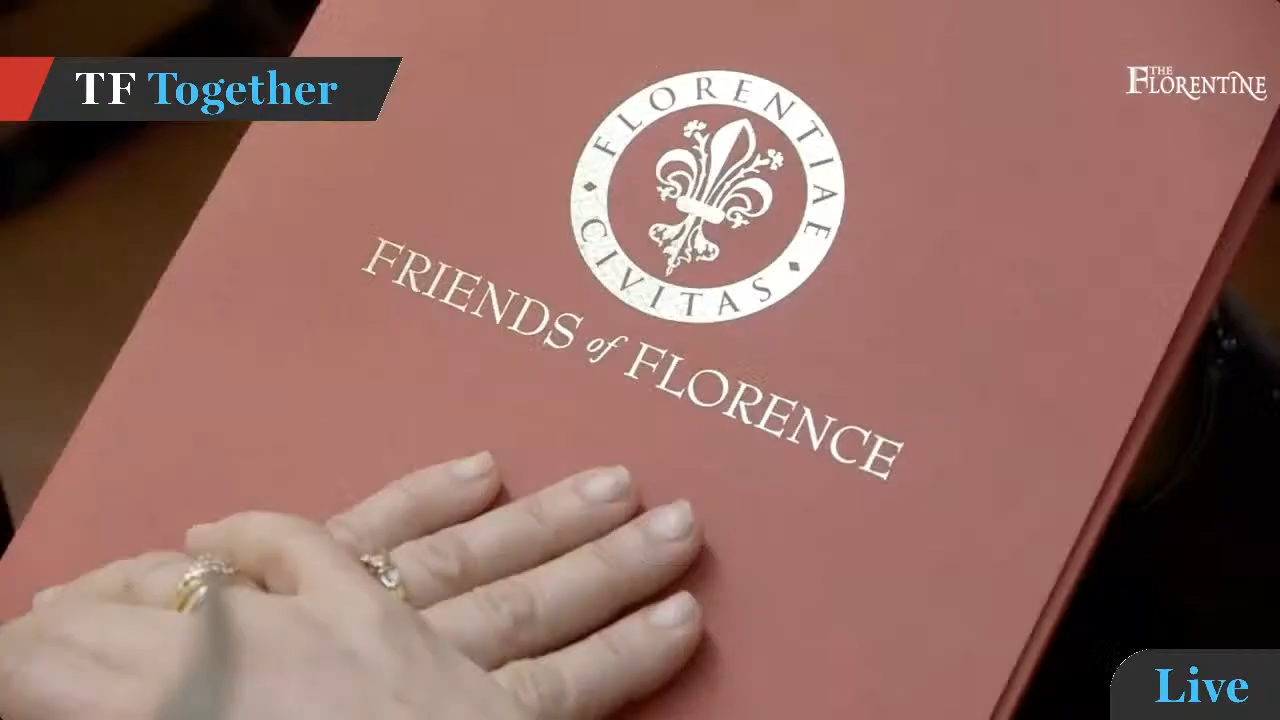 TF Together
THE
FLORENTINE
FLORENTIAE
CIVITAS
FRIENDS of FLORENCE
Live